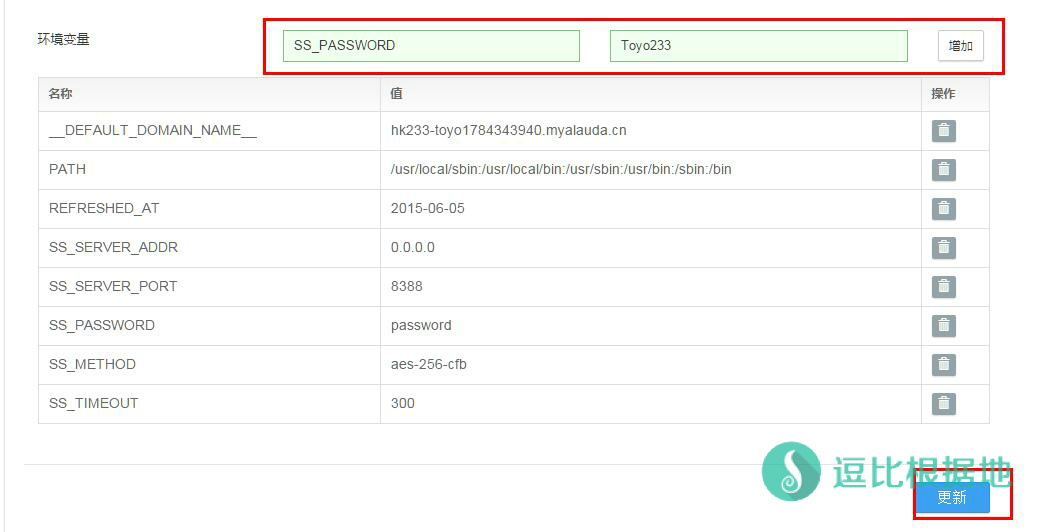 环境变量 SS_PASSWORD Toyo233 增加
名称 值 操作
__DEFAULT_DOMAIN_NAME__ hk233-toyo1784343940.myalauda.cn
PATH /usr/local/sbin:/usr/local/bin:/usr/sbin:/usr/bin:/sbin:/bin
REFRESHED_AT 2015-06-05
SS_SERVER_ADDR 0.0.0.0
SS_SERVER_PORT 8388
SS_PASSWORD password
SS_METHOD aes-256-cfb
SS_TIMEOUT 300
逗比根据地
更新